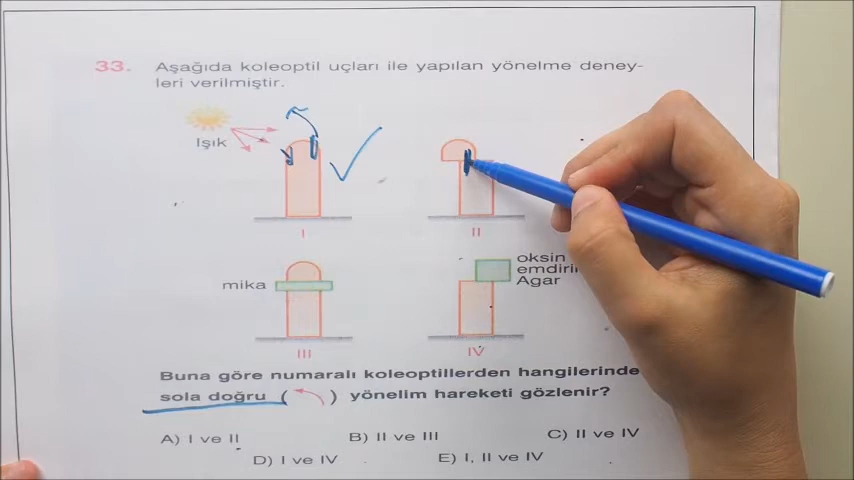 33. Aşağıda koleoptil uçları ile yapılan yönelme deney-
leri verilmiştir.
Işık
I
II
mika
oksin
emdiri
Agar
III
IV
Buna göre numaralı koleoptillerden hangilerinde
sola doğru ( ) yönelim hareketi gözlenir?
A) I ve II
B) II ve III
C) II ve IV
D) I ve IV
E) I, II ve IV